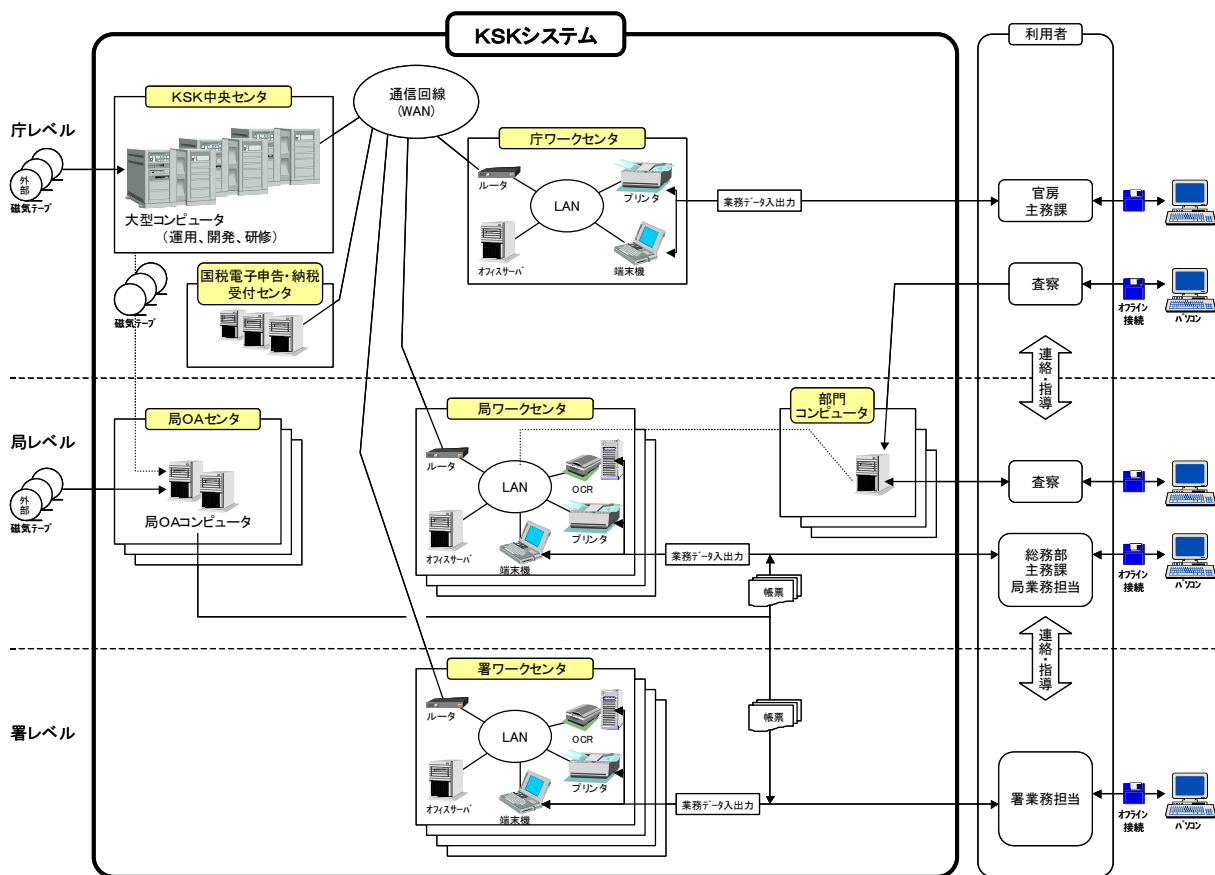 KSKシステム
利用者
庁レベル
外部
磁気テープ
KSK中央センタ
大型コンピュータ
（運用、開発、研修）
通信回線
(WAN)
庁ワークセンタ
ルータ
LAN
プリンタ
オフィスサーバ
端末機
業務データ入出力
官房
主務課
磁気テープ
国税電子申告・納税
受付センタ
査察
オフライン
接続
パソコン
連絡・指導
局レベル
外部
磁気テープ
局OAセンタ
局OAコンピュータ
局ワークセンタ
ルータ
LAN
OCR
プリンタ
オフィスサーバ
端末機
部門
コンピュータ
査察
業務データ入出力
帳票
総務部
主務課
局業務担当
オフライン
接続
パソコン
連絡・指導
署レベル
署ワークセンタ
ルータ
LAN
OCR
プリンタ
オフィスサーバ
端末機
帳票
業務データ入出力
署業務担当
オフライン
接続
パソコン